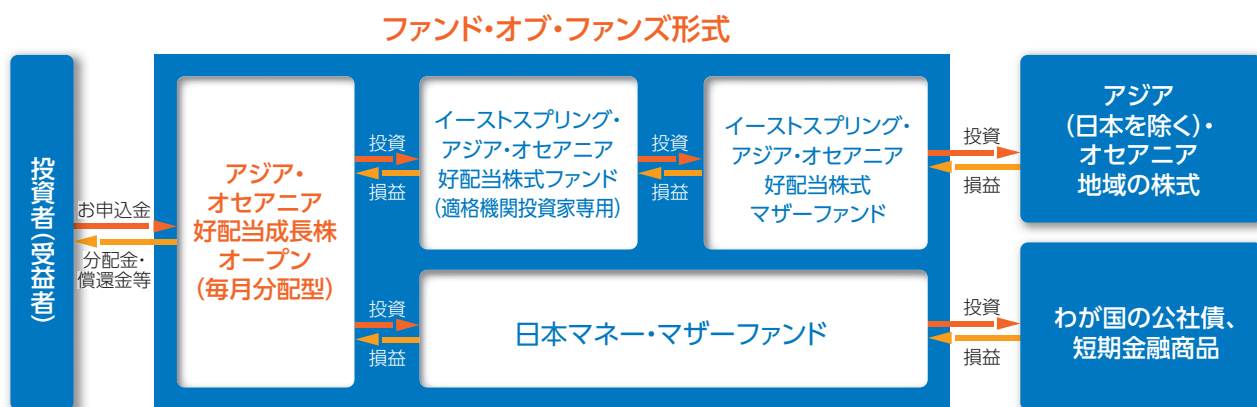 ファンド・オブ・ファンズ形式
投資者(受益者)
お申込金
分配金・
償還金等
アジア・
オセアニア
好配当成長株
オープン
(毎月分配型)
投資
損益
イーストスプリング・
アジア・オセアニア
好配当株式ファンド
(適格機関投資家専用)
投資
損益
イーストスプリング・
アジア・オセアニア
好配当株式
マザーファンド
投資
損益
アジア
(日本を除く)・
オセアニア
地域の株式
投資
損益
日本マネー・マザーファンド
投資
損益
わが国の公社債、
短期金融商品